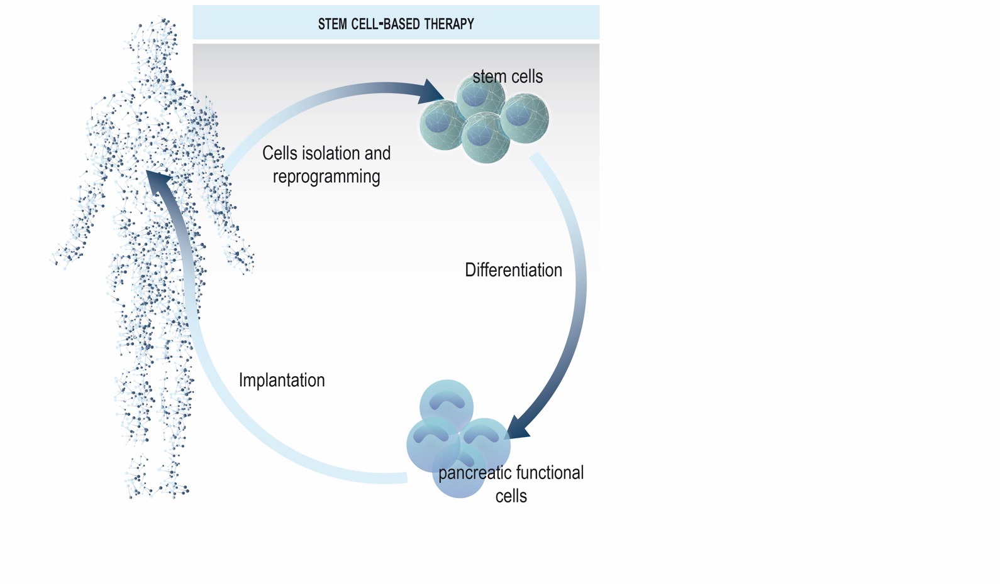 STEM CELL-BASED THERAPY
stem cells
Cells isolation and
reprogramming
Differentiation
Implantation
pancreatic functional
cells